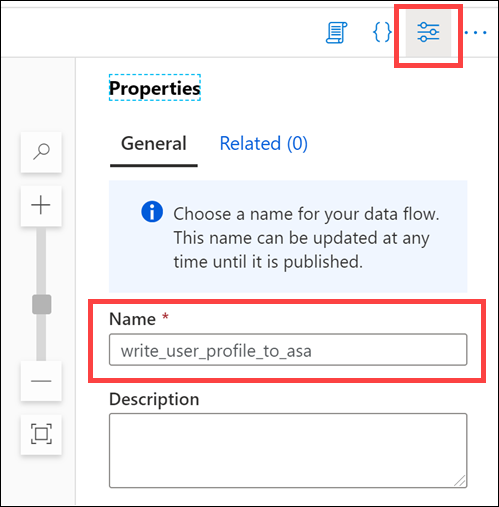 {} ...
Properties
General Related (0)
Choose a name for your data flow.
This name can be updated at any
time until it is published.
Name *
write_user_profile_to_asa
Description